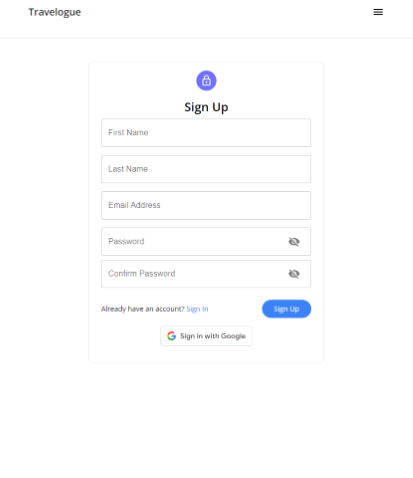 Travelogue
Sign Up
First Name
Last Name
Email Address
Password
Confirm Password
Already have an account? Sign In
Sign Up
Sign in with Google